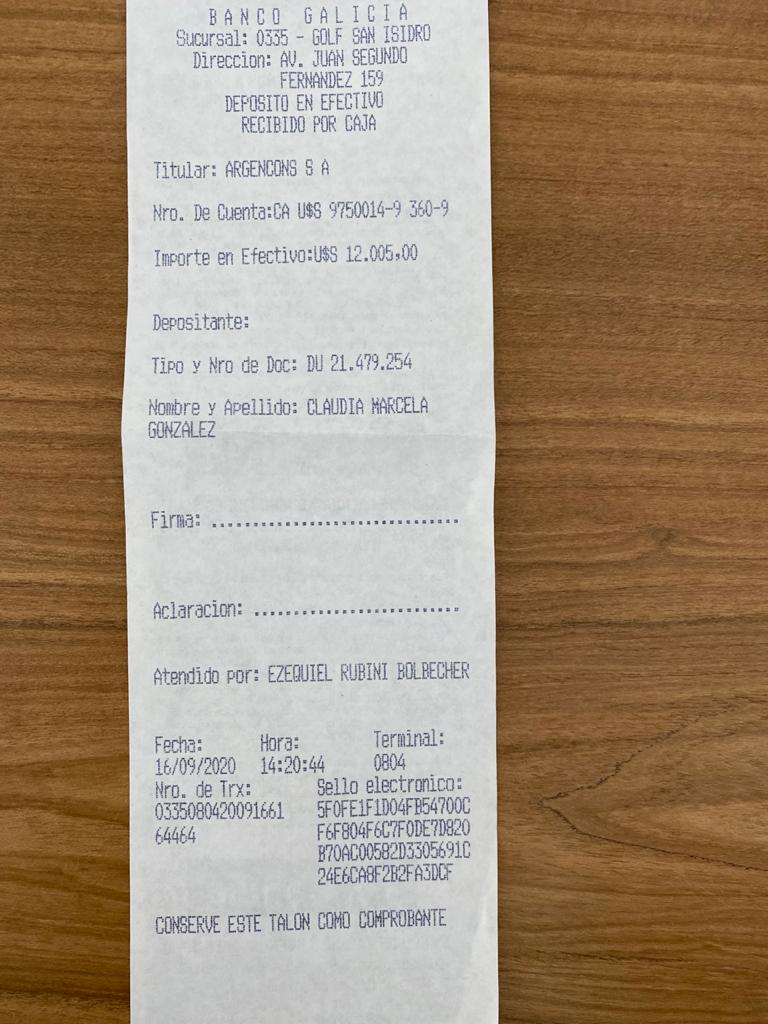 BANCO GALICIA
Sucursal: 0335 - GOLF SAN ISIDRO
Direccion: AV. JUAN SEGUNDO
FERNANDEZ 159
DEPOSITO EN EFECTIVO
RECIBIDO POR CAJA
Titular: ARGENCONS S A
Nro. De Cuenta:CA U$S 9750014-9 360-9
Importe en Efectivo:U$S 12.005,00
Depositante:
Tipo y Nro de Doc: DU 21.479.254
Nombre y Apellido: CLAUDIA MARCELA
GONZALEZ
Firma: ..............................
Aclaracion: .........................
Atendido por: EZEQUIEL RUBINI BOLBECHER
Fecha: Hora: Terminal:
16/09/2020 14:20:44 0804
Nro. de Trx: Sello electronico:
0335080420091661 5F0FE1F1D04FB54700C
64464 F6F804F6C7F0DE7D820
B70AC00582D3305691C
24E6CA8F2B2FA3DCF
CONSERVE ESTE TALON COMO COMPROBANTE